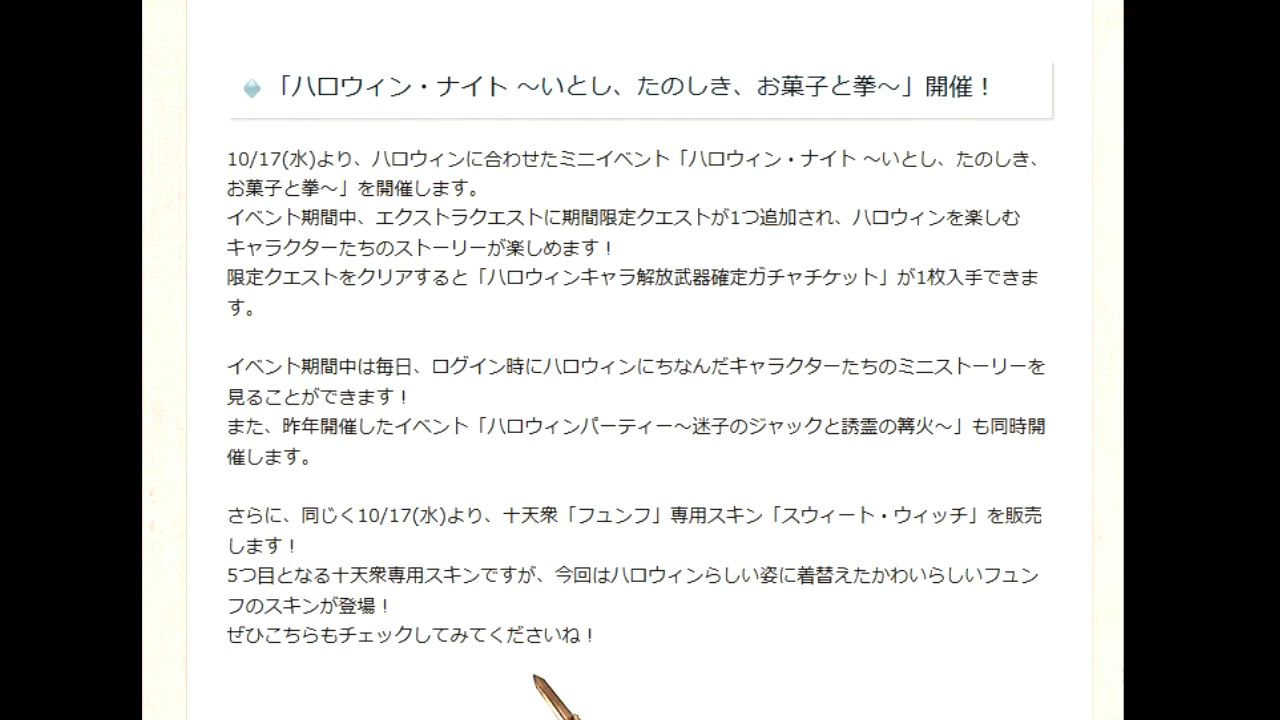 「ハロウィン・ナイト ～いとし、たのしき、お菓子と拳～」開催！
10/17(水)より、ハロウィンに合わせたミニイベント「ハロウィン・ナイト ～いとし、たのしき、
お菓子と拳～」を開催します。
イベント期間中、エクストラクエストに期間限定クエストが1つ追加され、ハロウィンを楽しむ
キャラクターたちのストーリーが楽しめます！
限定クエストをクリアすると「ハロウィンキャラ解放武器確定ガチャチケット」が1枚入手できま
す。
イベント期間中は毎日、ログイン時にハロウィンにちなんだキャラクターたちのミニストーリーを
見ることができます！
また、昨年開催したイベント「ハロウィンパーティー～迷子のジャックと誘霊の篝火～」も同時開
催します。
さらに、同じく10/17(水)より、十天衆「フュンフ」専用スキン「スウィート・ウィッチ」を販売
します！
5つ目となる十天衆専用スキンですが、今回はハロウィンらしい姿に着替えたかわいらしいフュン
フのスキンが登場！
ぜひこちらもチェックしてみてくださいね！